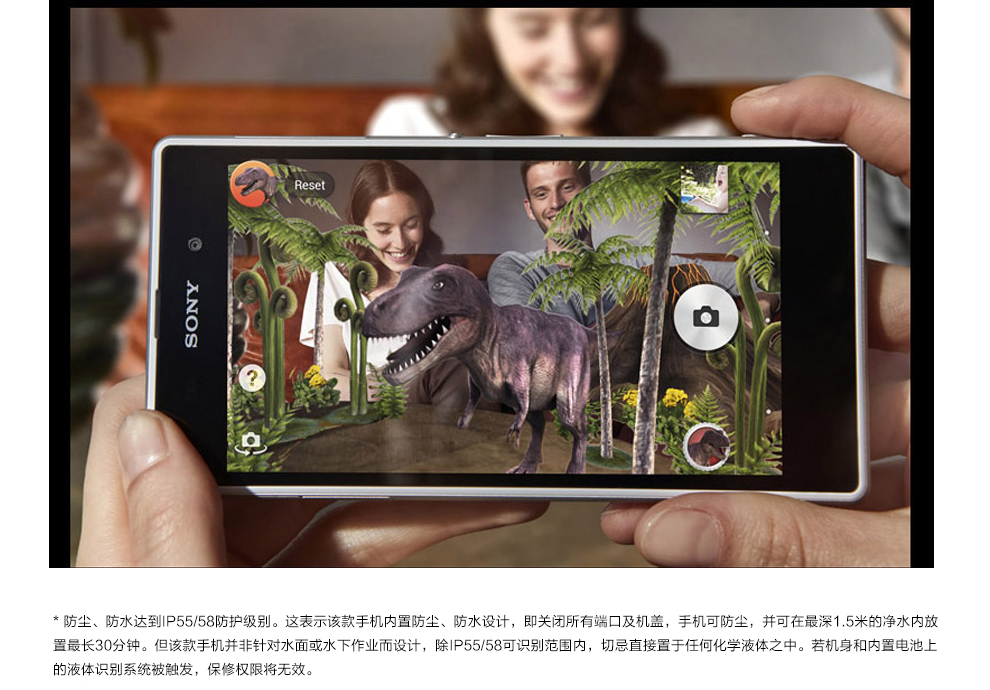 Reset
SONY
?
* 防尘、防水达到IP55/58防护级别。这表示该款手机内置防尘、防水设计，即关闭所有端口及机盖，手机可防尘，并可在最深1.5米的净水内放
置最长30分钟。但该款手机并非针对水面或水下作业而设计，除IP55/58可识别范围内，切忌直接置于任何化学液体之中。若机身和内置电池上
的液体识别系统被触发，保修权限将无效。